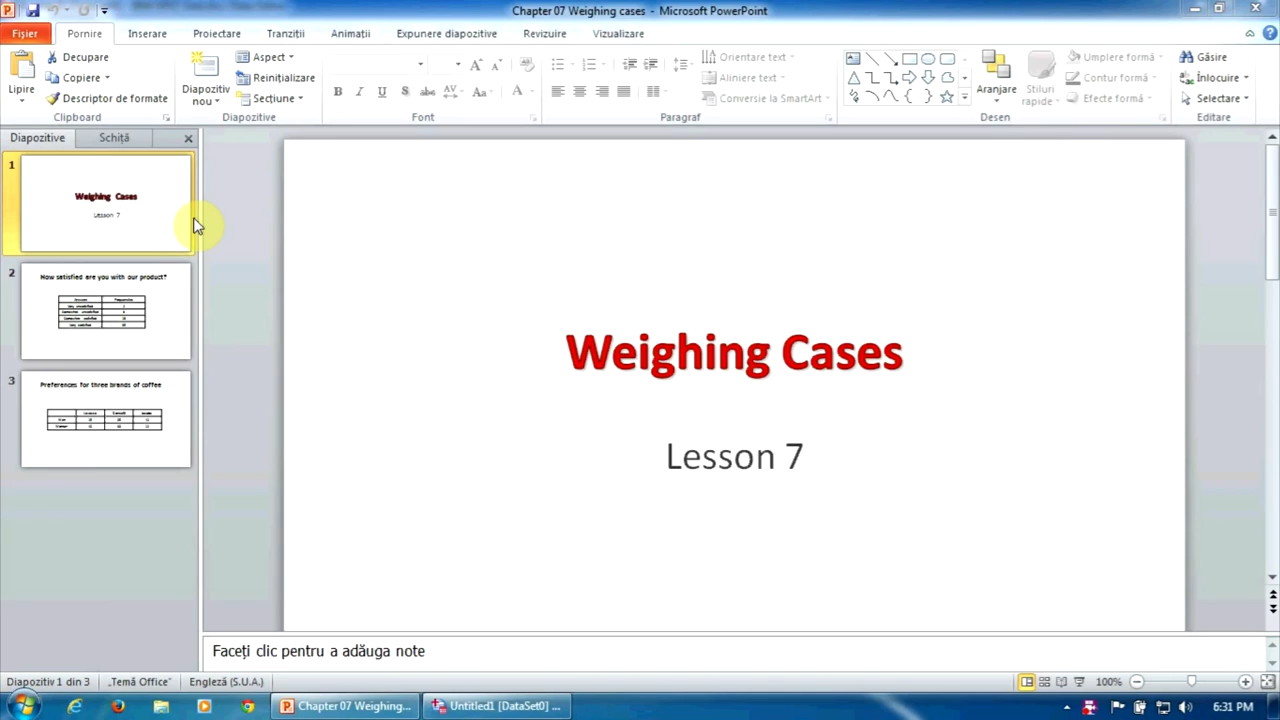 Chapter 07 Weighing cases - Microsoft PowerPoint
Fișier Pornire Inserare Proiectare Tranziții Animații Expunere diapozitive Revizuire Vizualizare
Lipire
Decupare
Copiere
Descriptor de formate
Clipboard
Diapozitiv nou
Aspect
Reinițializare
Secțiune
Diapozitive
Font
Orientare text
Aliniere text
Conversie la SmartArt
Paragraf
Aranjare
Stiluri rapide
Umplere formă
Contur formă
Efecte formă
Desen
Găsire
Înlocuire
Selectare
Editare
Diapozitive Schiță
1
Weighing Cases
Lesson 7
2
How satisfied are you with our product?
3
Preferences for three brands of coffee
Weighing Cases
Lesson 7
Faceți clic pentru a adăuga note
Diapozitiv 1 din 3 „Temă Office” Engleză (S.U.A.) 100%
Chapter 07 Weighing... Untitled1 [DataSet0] ... 6:31 PM